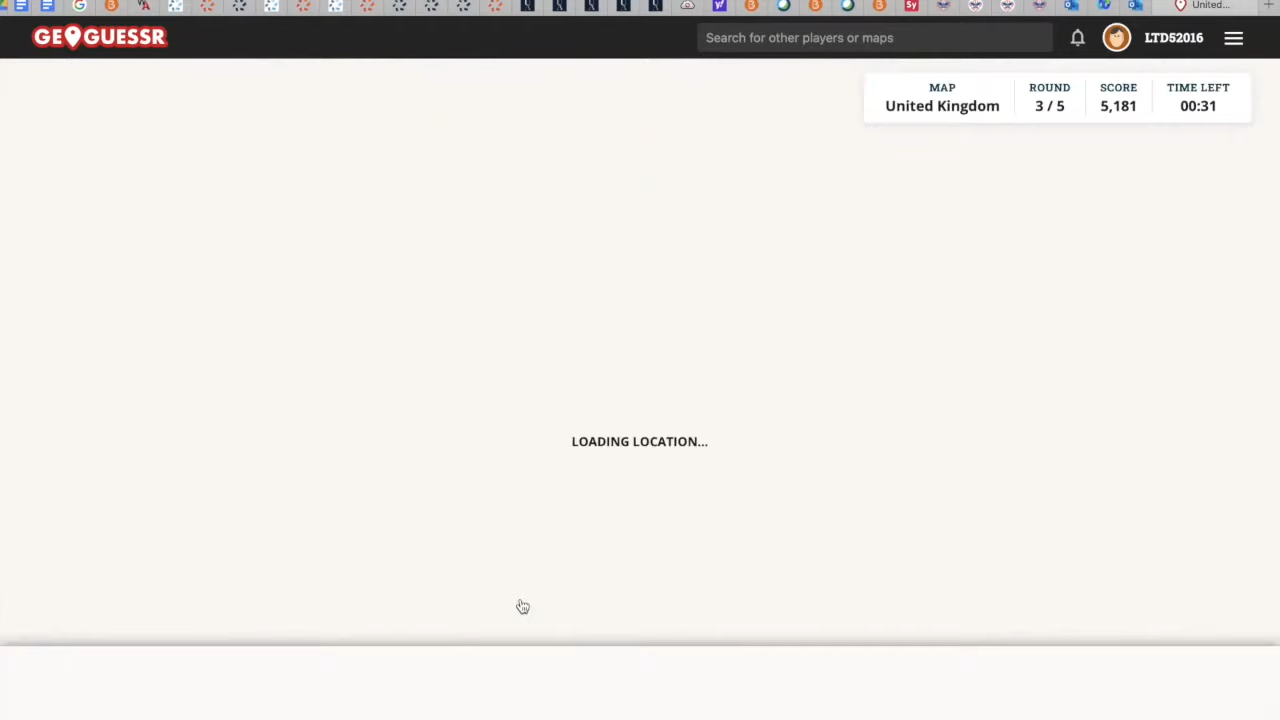 United...
GEOGUESSR
Search for other players or maps
LTD52016
MAP
United Kingdom
ROUND
3 / 5
SCORE
5,181
TIME LEFT
00:31
LOADING LOCATION...